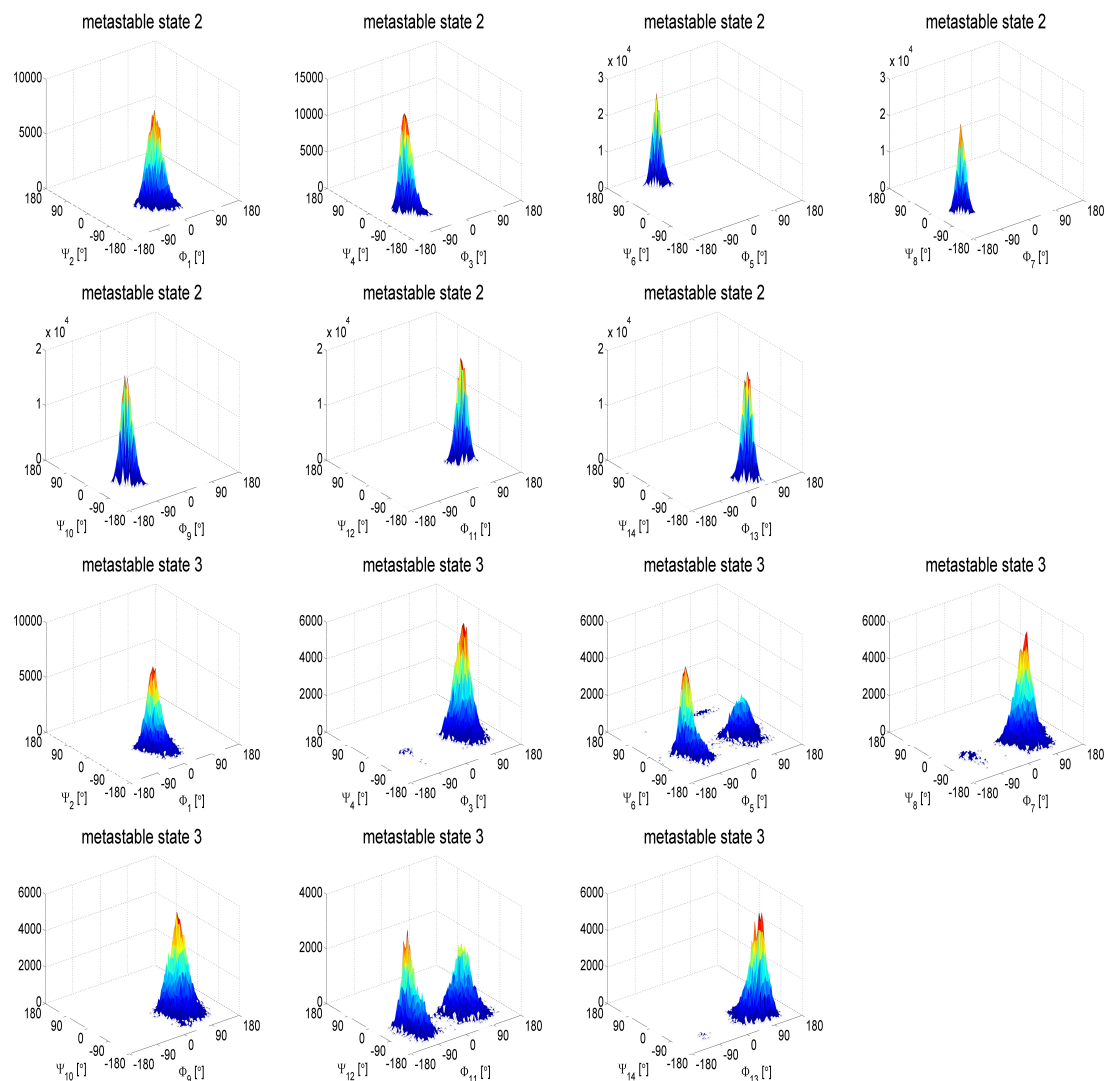 metastable state 2 metastable state 2 metastable state 2 metastable state 2
10000 5000 0 180 90 0 -90 -180 -180 -90 0 90 180 Ψ2 [°] Φ1 [°]
15000 10000 5000 0 180 90 0 -90 -180 -180 -90 0 90 180 Ψ4 [°] Φ3 [°]
x 10^4 3 2 1 0 180 90 0 -90 -180 -180 -90 0 90 180 Ψ6 [°] Φ5 [°]
x 10^4 3 2 1 0 180 90 0 -90 -180 -180 -90 0 90 180 Ψ8 [°] Φ7 [°]
metastable state 2 metastable state 2 metastable state 2
x 10^4 2 1 0 180 90 0 -90 -180 -180 -90 0 90 180 Ψ10 [°] Φ9 [°]
x 10^4 2 1 0 180 90 0 -90 -180 -180 -90 0 90 180 Ψ12 [°] Φ11 [°]
x 10^4 2 1 0 180 90 0 -90 -180 -180 -90 0 90 180 Ψ14 [°] Φ13 [°]
metastable state 3 metastable state 3 metastable state 3 metastable state 3
10000 5000 0 180 90 0 -90 -180 -180 -90 0 90 180 Ψ2 [°] Φ1 [°]
6000 4000 2000 0 180 90 0 -90 -180 -180 -90 0 90 180 Ψ4 [°] Φ3 [°]
6000 4000 2000 0 180 90 0 -90 -180 -180 -90 0 90 180 Ψ6 [°] Φ5 [°]
6000 4000 2000 0 180 90 0 -90 -180 -180 -90 0 90 180 Ψ8 [°] Φ7 [°]
metastable state 3 metastable state 3 metastable state 3
6000 4000 2000 0 180 90 0 -90 -180 -180 -90 0 90 180 Ψ10 [°] Φ9 [°]
4000 2000 0 180 90 0 -90 -180 -180 -90 0 90 180 Ψ12 [°] Φ11 [°]
6000 4000 2000 0 180 90 0 -90 -180 -180 -90 0 90 180 Ψ14 [°] Φ13 [°]